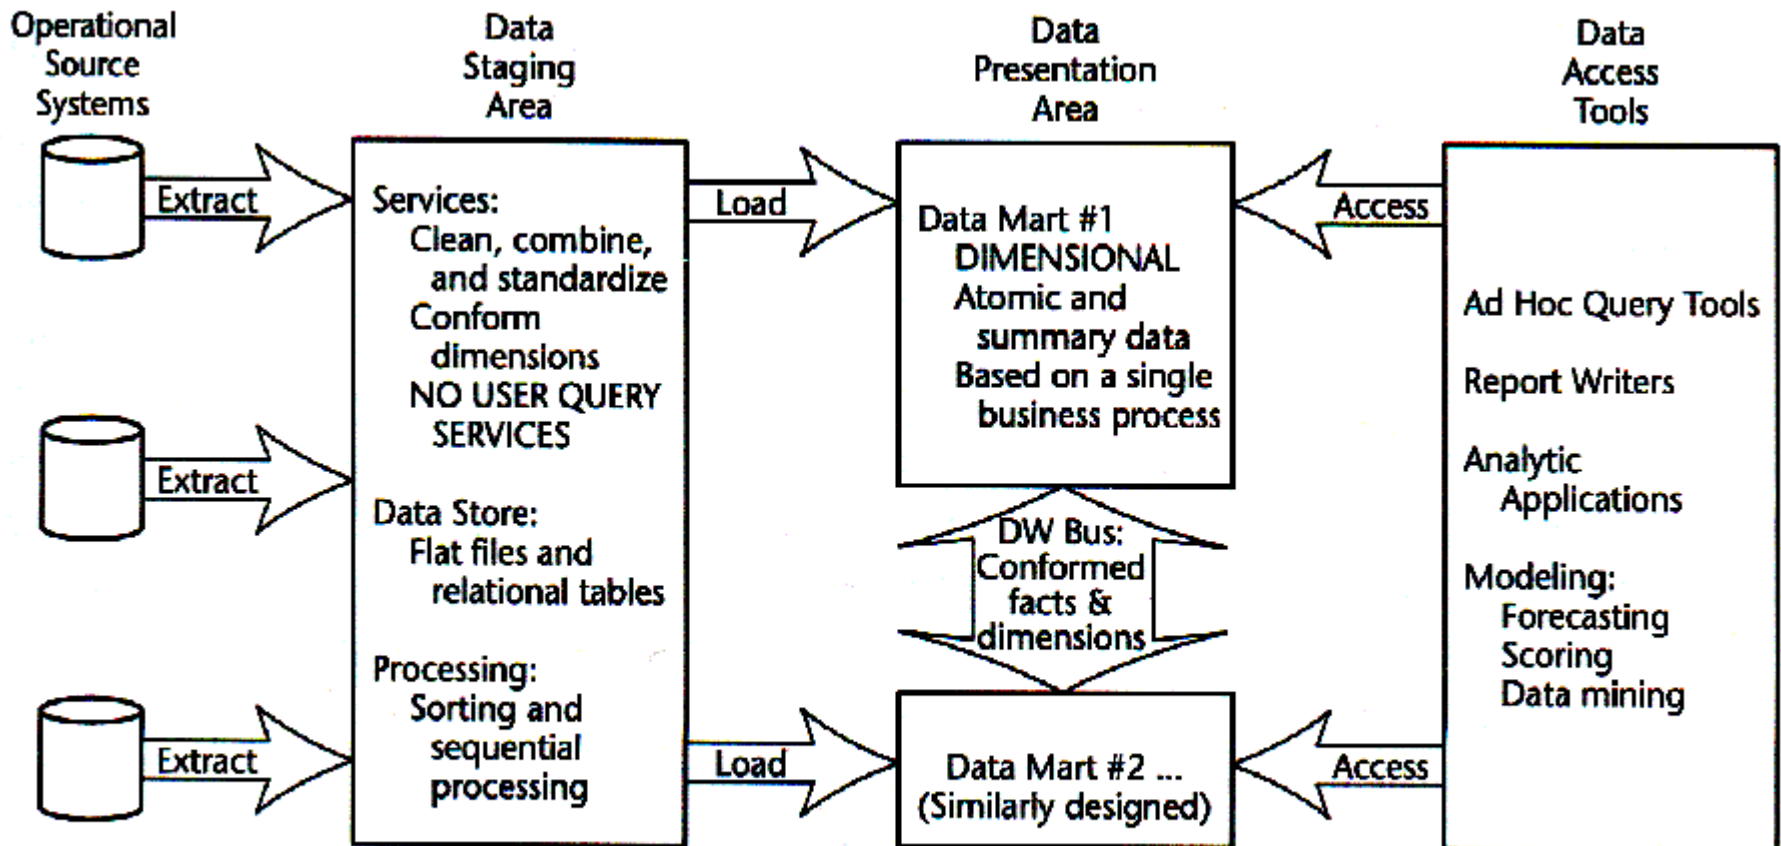 Operational
Source
Systems
Data
Staging
Area
Data
Presentation
Area
Data
Access
Tools
Extract
Extract
Extract
Services:
Clean, combine,
and standardize
Conform
dimensions
NO USER QUERY
SERVICES
Data Store:
Flat files and
relational tables
Processing:
Sorting and
sequential
processing
Load
Load
Data Mart #1
DIMENSIONAL
Atomic and
summary data
Based on a single
business process
DW Bus:
Conformed
facts &
dimensions
Data Mart #2 ...
(Similarly designed)
Access
Access
Ad Hoc Query Tools
Report Writers
Analytic
Applications
Modeling:
Forecasting
Scoring
Data mining